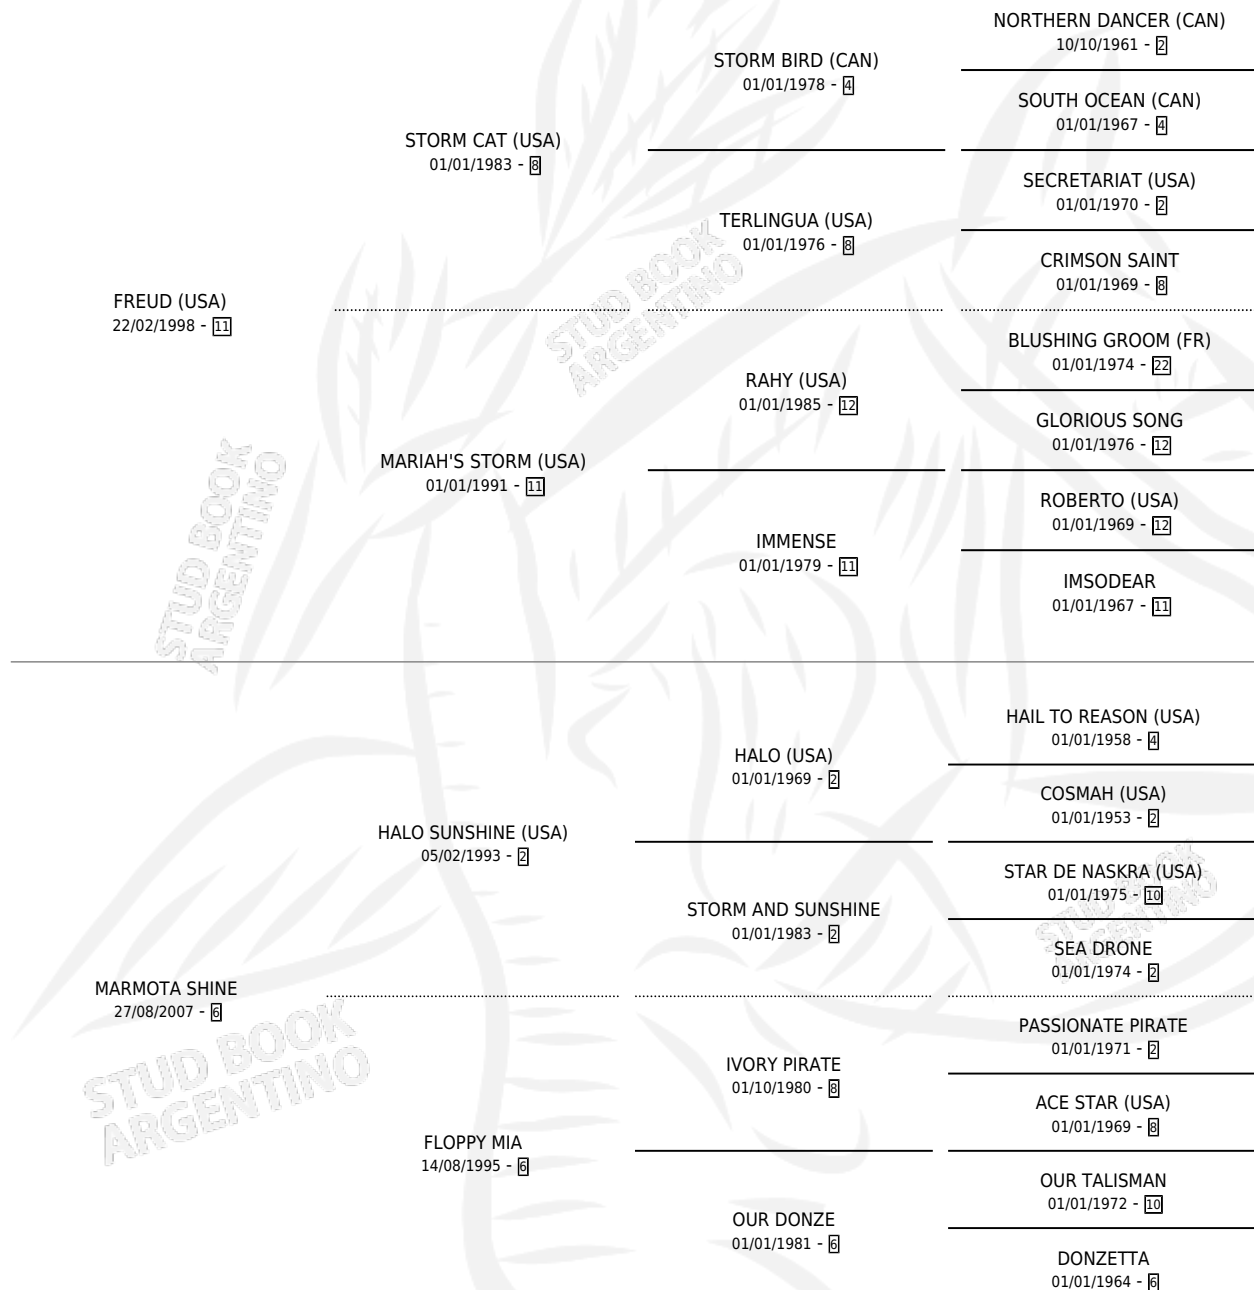 NORTHERN DANCER (CAN)
10/10/1961 - 2
STORM BIRD (CAN)
01/01/1978 - 4
SOUTH OCEAN (CAN)
01/01/1967 - 4
STORM CAT (USA)
01/01/1983 - 8
SECRETARIAT (USA)
01/01/1970 - 2
TERLINGUA (USA)
01/01/1976 - 8
CRIMSON SAINT
01/01/1969 - 8
FREUD (USA)
22/02/1998 - 11
BLUSHING GROOM (FR)
01/01/1974 - 22
RAHY (USA)
01/01/1985 - 12
GLORIOUS SONG
01/01/1976 - 12
MARIAH'S STORM (USA)
01/01/1991 - 11
ROBERTO (USA)
01/01/1969 - 12
IMMENSE
01/01/1979 - 11
IMSODEAR
01/01/1967 - 11
HAIL TO REASON (USA)
01/01/1958 - 4
HALO (USA)
01/01/1969 - 2
COSMAH (USA)
01/01/1953 - 2
HALO SUNSHINE (USA)
05/02/1993 - 2
STAR DE NASKRA (USA)
01/01/1975 - 10
STORM AND SUNSHINE
01/01/1983 - 2
SEA DRONE
01/01/1974 - 2
MARMOTA SHINE
27/08/2007 - 6
PASSIONATE PIRATE
01/01/1971 - 2
IVORY PIRATE
01/10/1980 - 8
ACE STAR (USA)
01/01/1969 - 8
FLOPPY MIA
14/08/1995 - 6
OUR TALISMAN
01/01/1972 - 10
OUR DONZE
01/01/1981 - 6
DONZETTA
01/01/1964 - 6
STUD BOOK
ARGENTINO
STUD BOOK
ARGENTINO
STUD BOOK
ARGENTINO
STUD BOOK
ARGENTINO